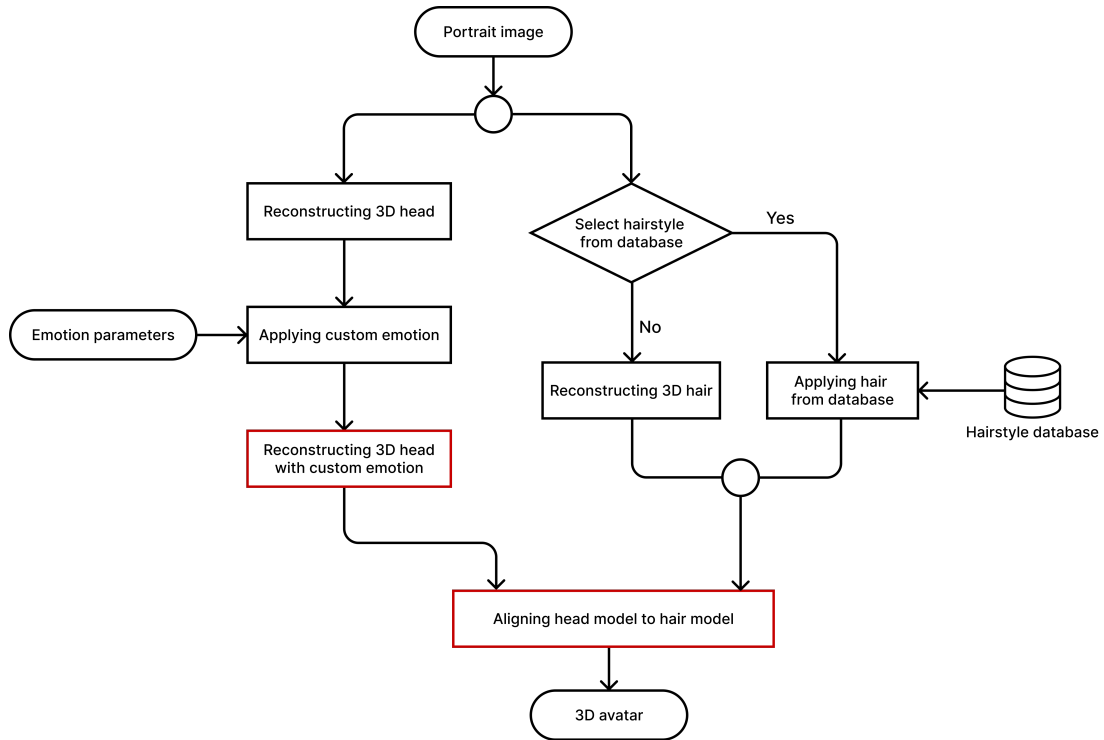 Portrait image
Reconstructing 3D head
Select hairstyle
from database
Yes
Emotion parameters
Applying custom emotion
No
Reconstructing 3D hair
Applying hair
from database
Hairstyle database
Reconstructing 3D head
with custom emotion
Aligning head model to hair model
3D avatar